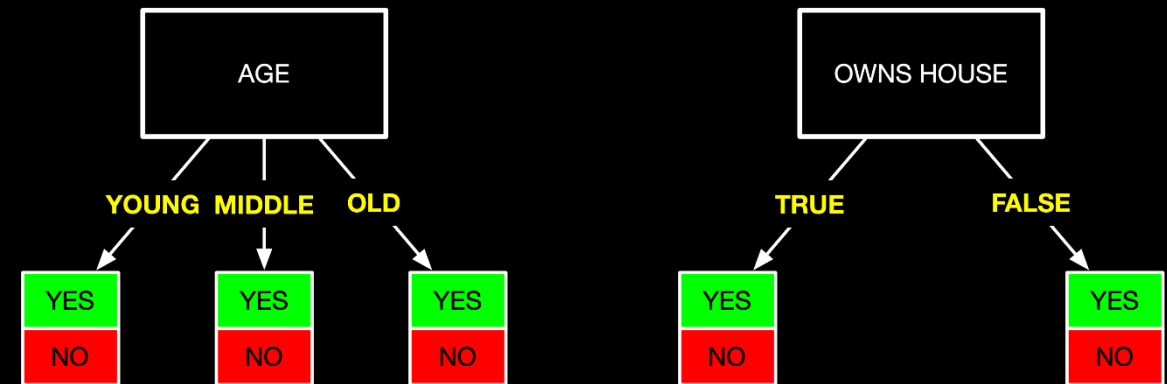 AGE
OWNS HOUSE
YOUNG MIDDLE OLD
TRUE FALSE
YES YES YES YES YES
NO NO NO NO NO